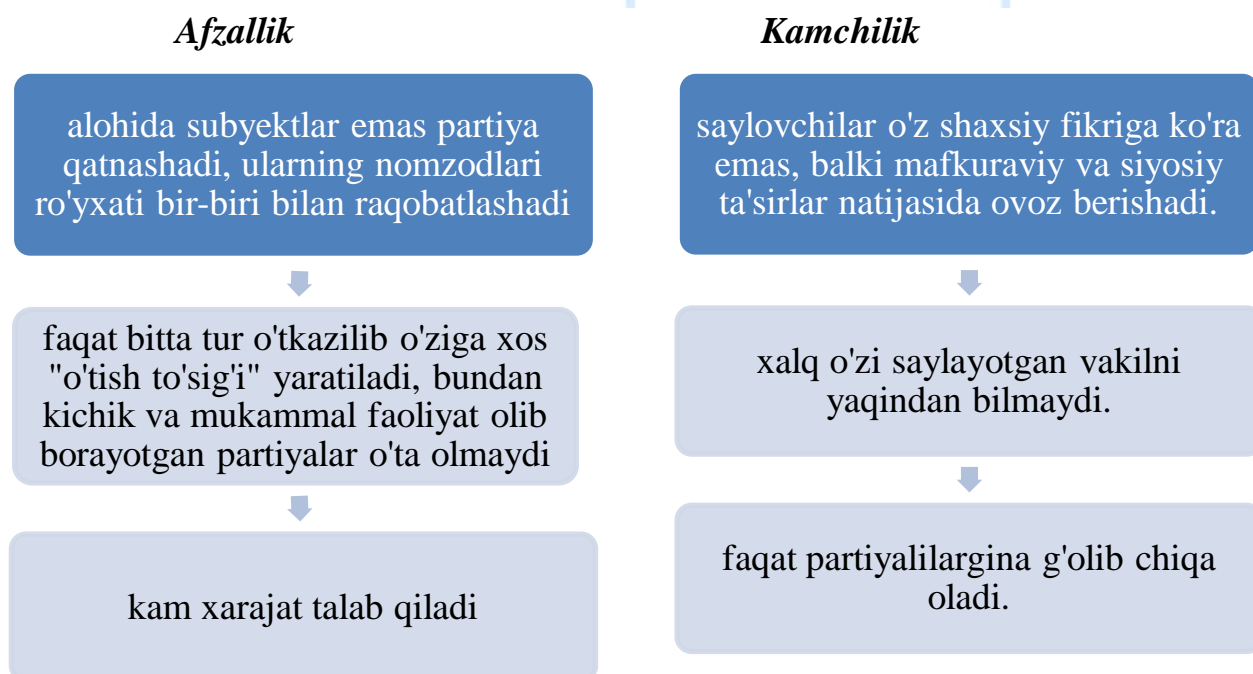 Afzallik
alohida subyektlar emas partiya
qatnashadi, ularning nomzodlari
ro'yxati bir-biri bilan raqobatlashadi
faqat bitta tur o'tkazilib o'ziga xos
"o'tish to'sig'i" yaratiladi, bundan
kichik va mukammal faoliyat olib
borayotgan partiyalar o'ta olmaydi
kam xarajat talab qiladi
Kamchilik
saylovchilar o'z shaxsiy fikriga ko'ra
emas, balki mafkuraviy va siyosiy
ta'sirlar natijasida ovoz berishadi.
xalq o'zi saylayotgan vakilni
yaqindan bilmaydi.
faqat partiyalilargina g'olib chiqa
oladi.